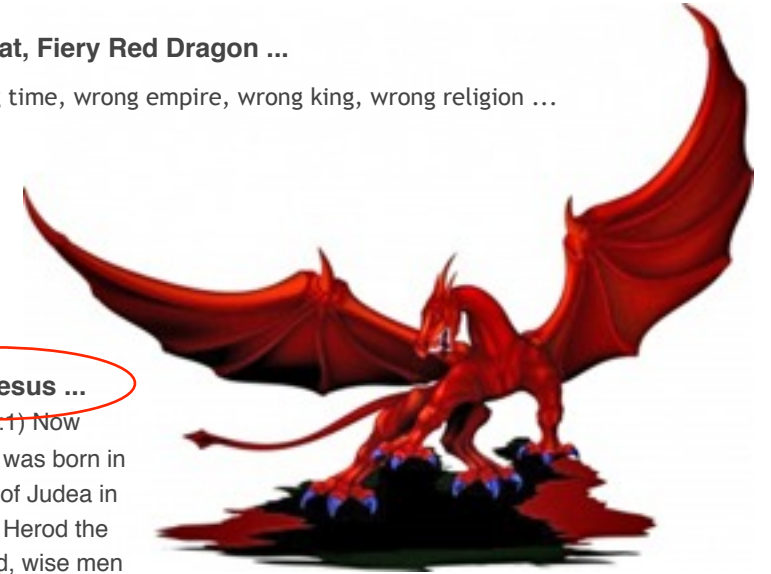 at, Fiery Red Dragon ...
time, wrong empire, wrong king, wrong religion ...
esus ...
:1) Now
was born in
of Judea in
Herod the
d, wise men